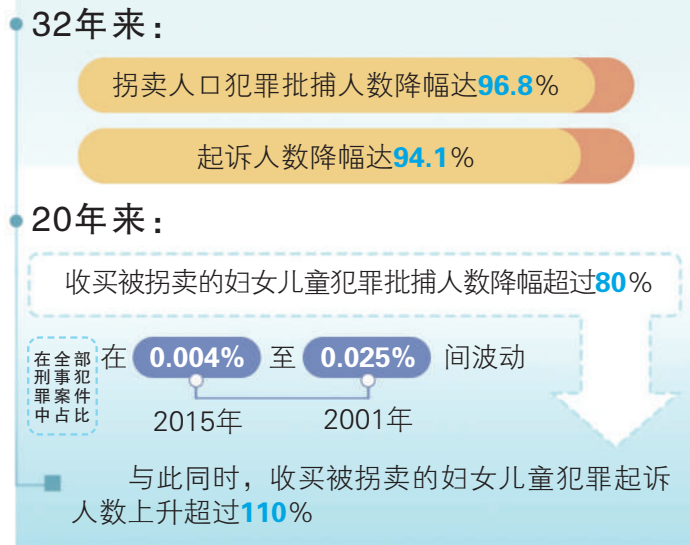 32年来：
拐卖人口犯罪批捕人数降幅达96.8%
起诉人数降幅达94.1%
20年来：
收买被拐卖的妇女儿童犯罪批捕人数降幅超过80%
在全部
刑事犯
罪案件
中占比
在 0.004% 至 0.025% 间波动
2015年 2001年
与此同时，收买被拐卖的妇女儿童犯罪起诉
人数上升超过110%